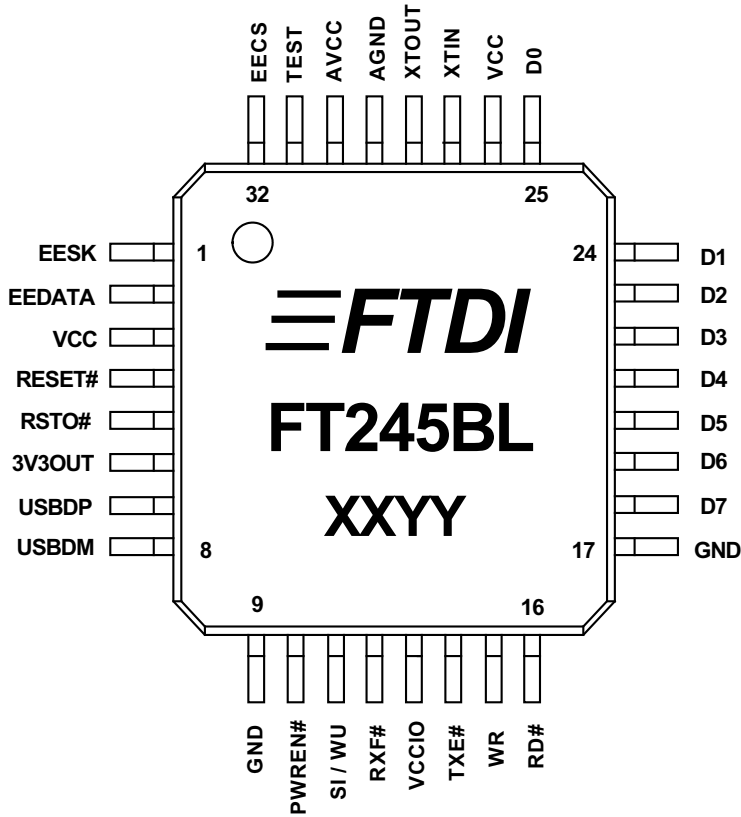 EECS
TEST
AVCC
AGND
XTOUT
XTIN
VCC
D0
32
25
EESK
EEDATA
VCC
RESET#
RSTO#
3V3OUT
USBDP
USBDM
1
8
FTDI
FT245BL
XXYY
24
17
D1
D2
D3
D4
D5
D6
D7
GND
9
16
GND
PWREN#
SI / WU
RXF#
VCCIO
TXE#
WR
RD#